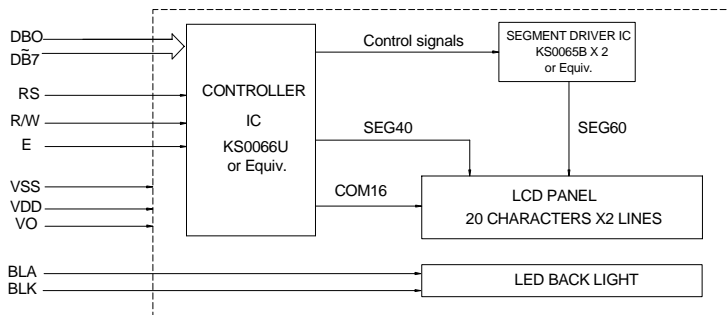 DBO
~
DB7
RS
R/W
E
VSS
VDD
VO
BLA
BLK
CONTROLLER
IC
KS0066U
or Equiv.
Control signals
SEGMENT DRIVER IC
KS0065B X 2
or Equiv.
SEG40
SEG60
COM16
LCD PANEL
20 CHARACTERS X2 LINES
LED BACK LIGHT